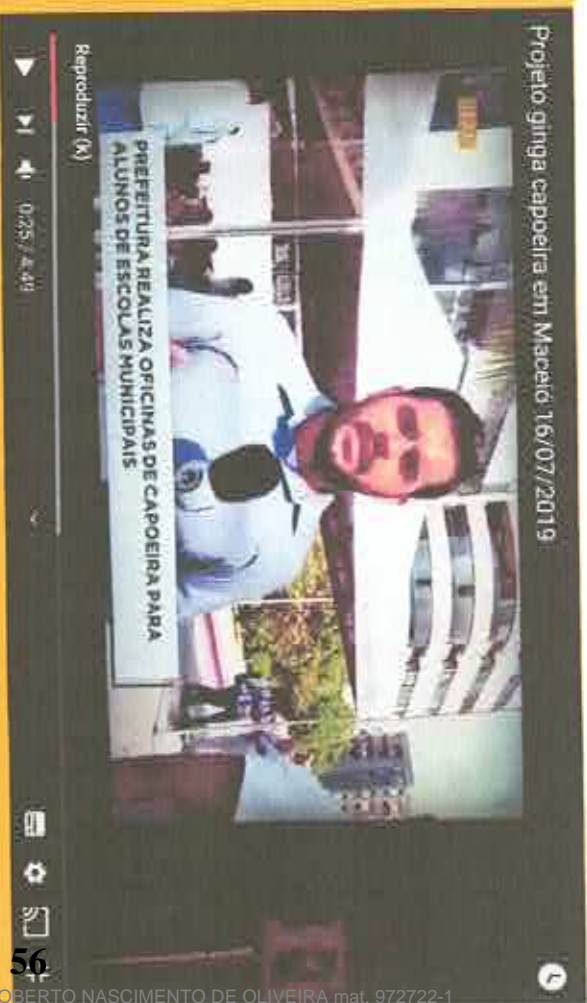 Projeto ginga capoeira em Maceió 16/07/2019
PREFEITURA REALIZA OFICINAS DE CAPOEIRA PARA
ALUNOS DE ESCOLAS MUNICIPAIS
Reproduzir (k)
0:25 / 4:49
56
OBERTO NASCIMENTO DE OLIVEIRA mat. 972722-1